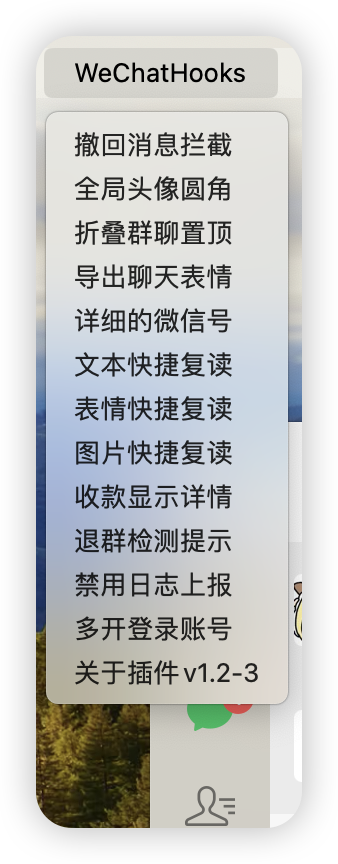 WeChatHooks
撤回消息拦截
全局头像圆角
折叠群聊置顶
导出聊天表情
详细的微信号
文本快捷复读
表情快捷复读
图片快捷复读
收款显示详情
退群检测提示
禁用日志上报
多开登录账号
关于插件v1.2-3